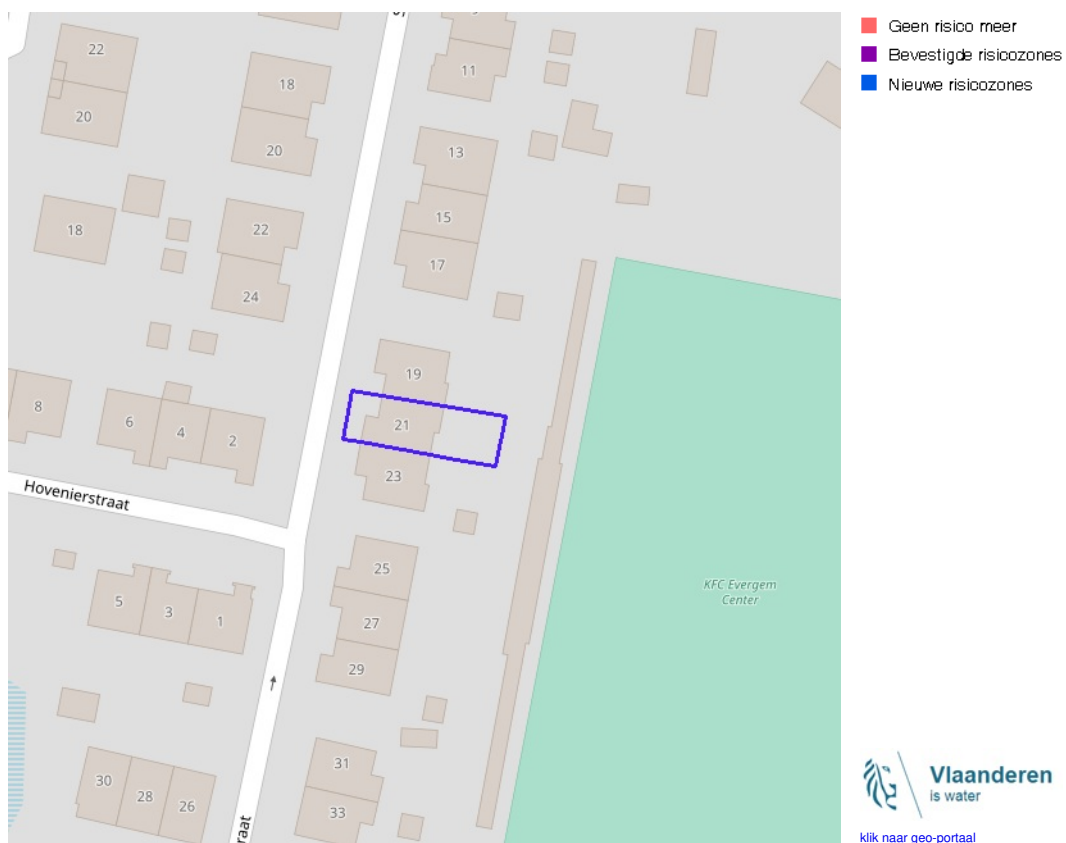 Geen risico meer
Bevestigde risicozones
Nieuwe risicozones
22
20
18
20
11
13
15
17
18
22
24
19
21
23
8
6
4
2
Hovenierstraat
25
27
29
5
3
1
KFC Evergem
Center
31
33
30
28
26
raat
Vlaanderen
is water
klik naar geo-portaal